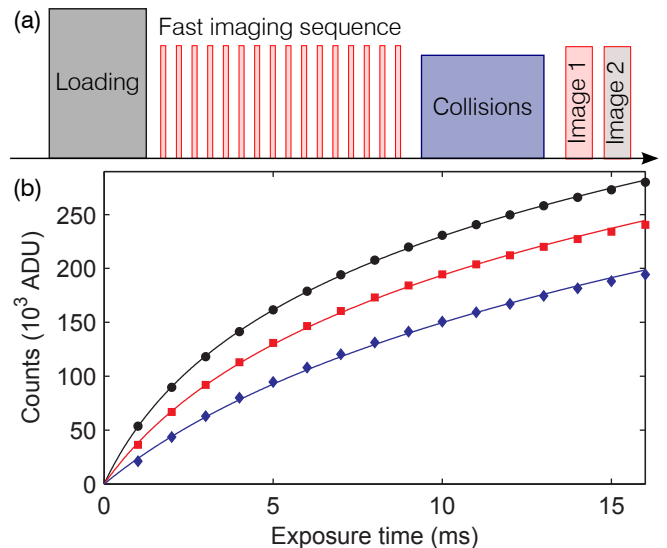 (a)
Fast imaging sequence
Loading
Collisions
Image 1
Image 2
(b)
250
200
150
100
50
0
Counts (10³ ADU)
0 5 10 15
Exposure time (ms)